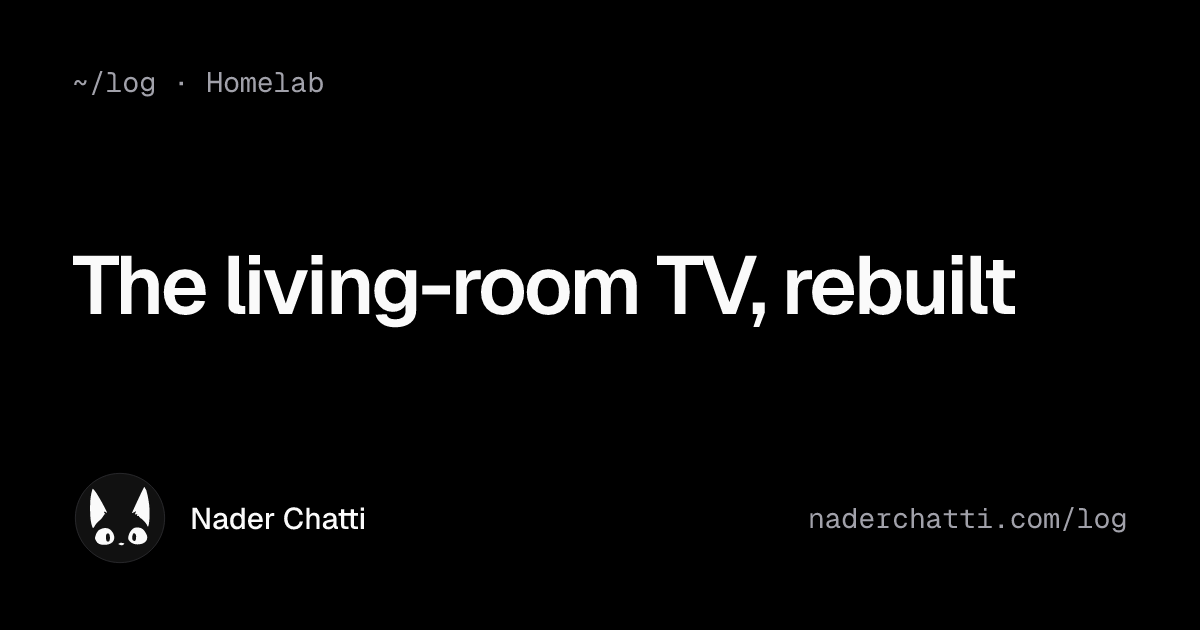 ~/log · Homelab
The living-room TV, rebuilt
Nader Chatti
naderchatti.com/log